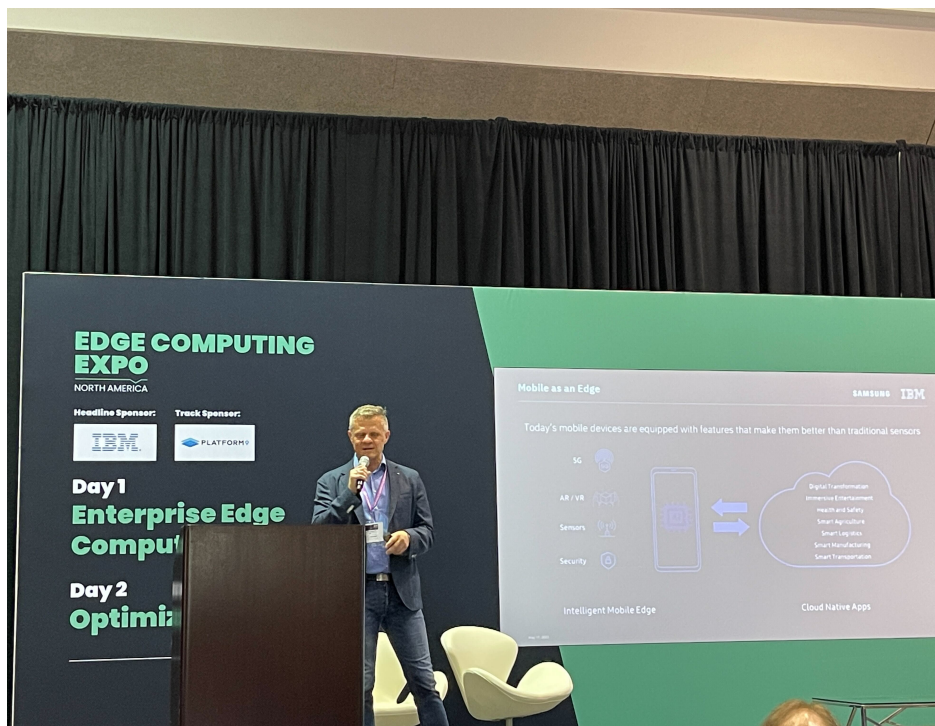 EDGE COMPUTING
EXPO
NORTH AMERICA
Headline Sponsor:
Track Sponsor:
IBM
PLATFORM9
Day 1
Enterprise Edge
Comput
Day 2
Optimiz
Mobile as an Edge
SAMSUNG IBM
Today's mobile devices are equipped with features that make them better than traditional sensors
5G
AR / VR
Sensors
Security
Intelligent Mobile Edge
Digital Transformation
Immersive Entertainment
Health and Safety
Smart Agriculture
Smart Logistics
Smart Manufacturing
Smart Transportation
Cloud Native Apps